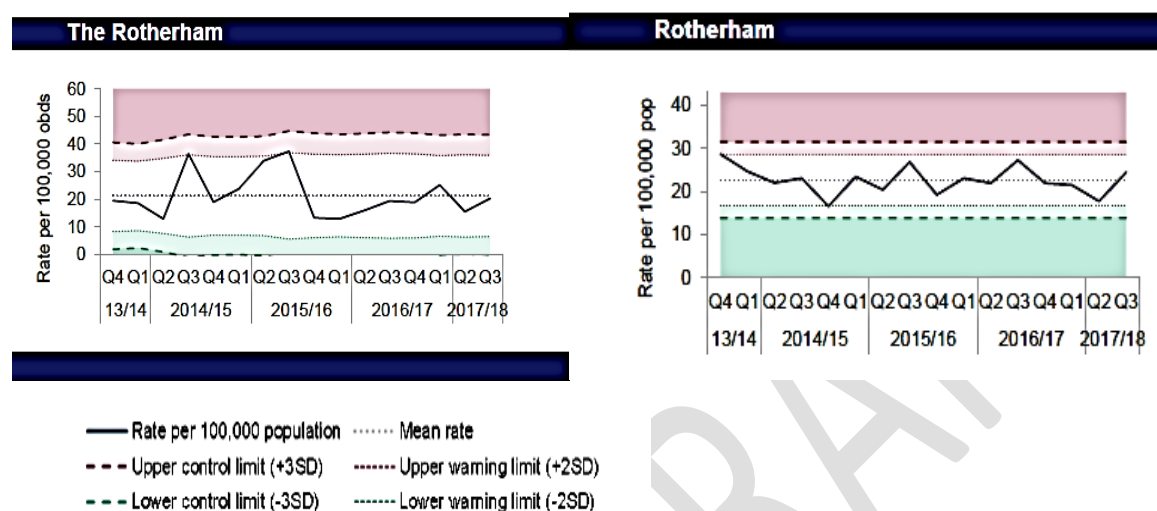 The Rotherham
Rate per 100,000 obds
60
50
40
30
20
10
0
Q4 Q1 Q2 Q3 Q4 Q1 Q2 Q3 Q4 Q1 Q2 Q3 Q4 Q1 Q2 Q3
13/14 2014/15 2015/16 2016/17 2017/18
Rotherham
Rate per 100,000 pop
40
30
20
10
0
Q4 Q1 Q2 Q3 Q4 Q1 Q2 Q3 Q4 Q1 Q2 Q3 Q4 Q1 Q2 Q3
13/14 2014/15 2015/16 2016/17 2017/18
Rate per 100,000 population
Mean rate
Upper control limit (+3SD)
Upper warning limit (+2SD)
Lower control limit (-3SD)
Lower warning limit (-2SD)